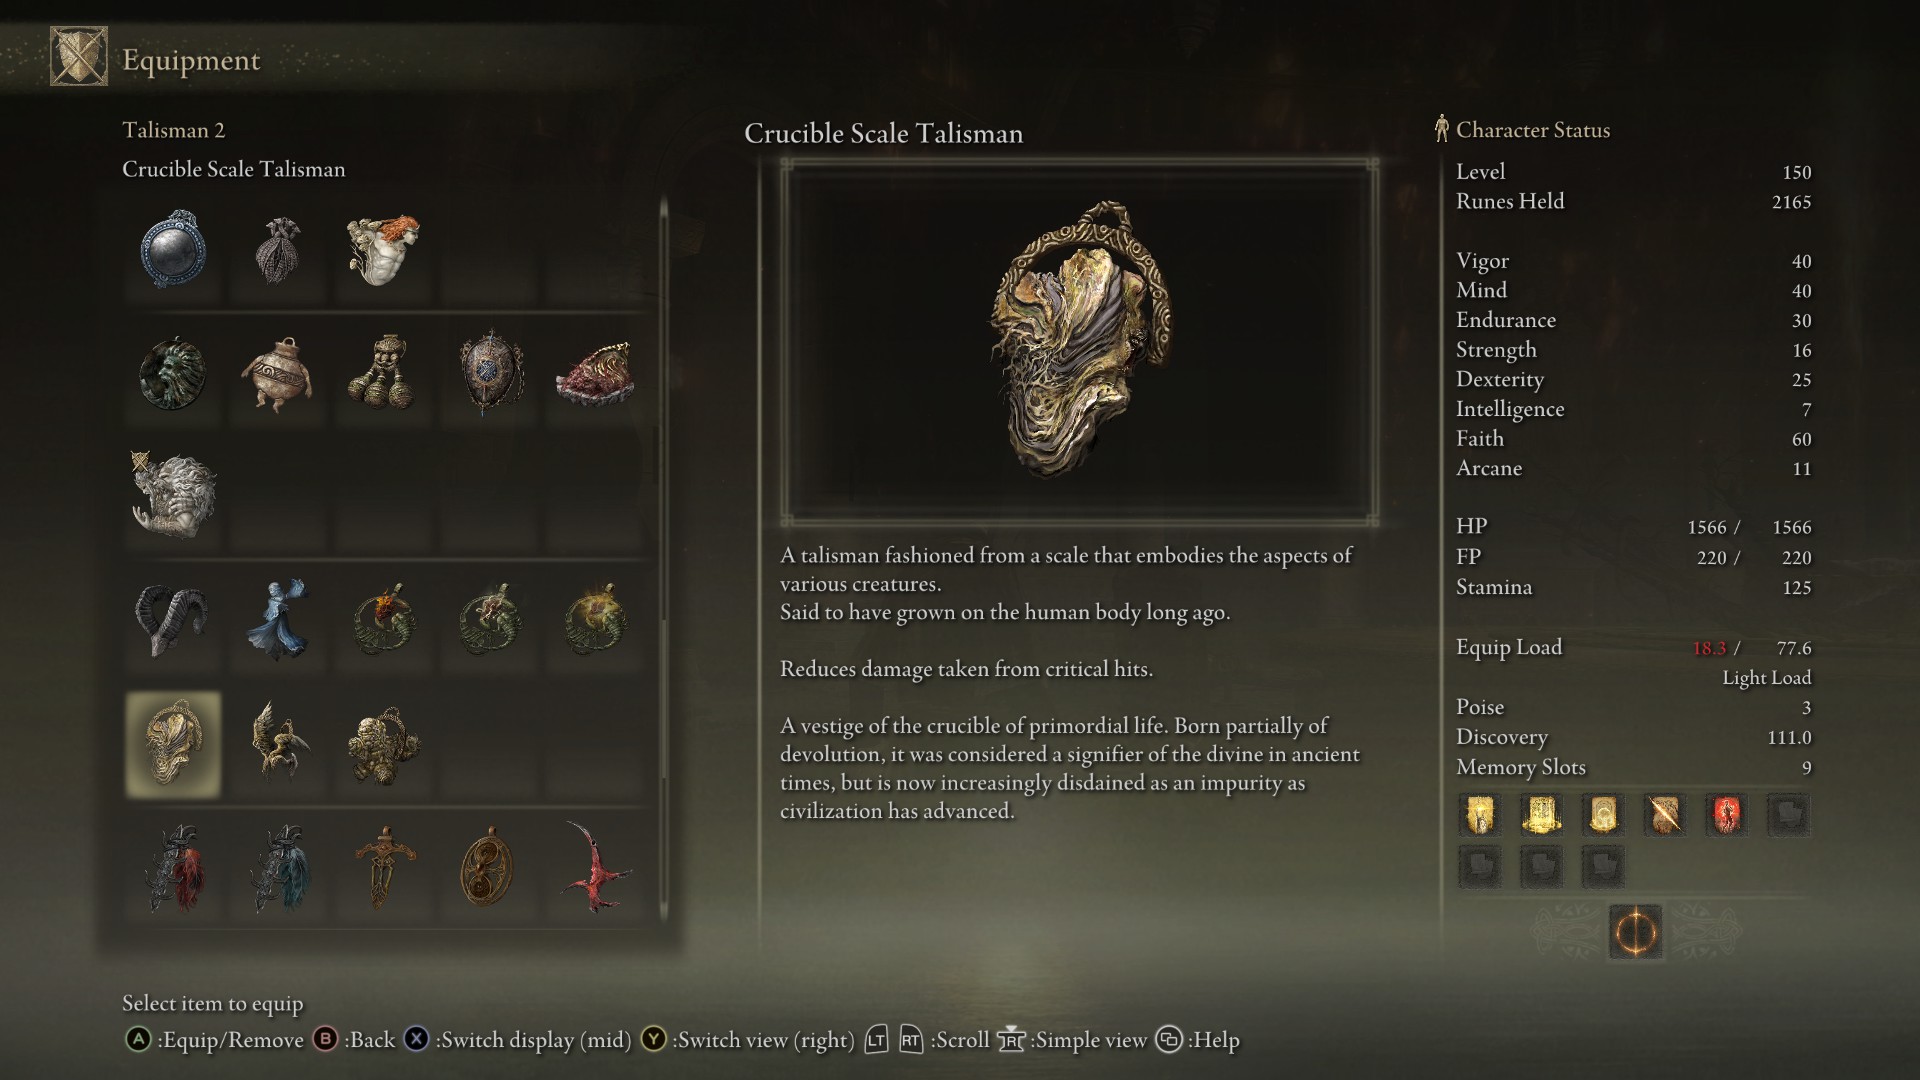 Equipment
Talisman 2
Crucible Scale Talisman
Crucible Scale Talisman
A talisman fashioned from a scale that embodies the aspects of
various creatures.
Said to have grown on the human body long ago.
Reduces damage taken from critical hits.
A vestige of the crucible of primordial life. Born partially of
devolution, it was considered a signifier of the divine in ancient
times, but is now increasingly disdained as an impurity as
civilization has advanced.
Character Status
Level 150
Runes Held 2165
Vigor 40
Mind 40
Endurance 30
Strength 16
Dexterity 25
Intelligence 7
Faith 60
Arcane 11
HP 1566 / 1566
FP 220 / 220
Stamina 125
Equip Load 18.3 / 77.6
Light Load
Poise 3
Discovery 111.0
Memory Slots 9
Select item to equip
A :Equip/Remove B :Back X :Switch display (mid) Y :Switch view (right) LT RT :Scroll R :Simple view :Help